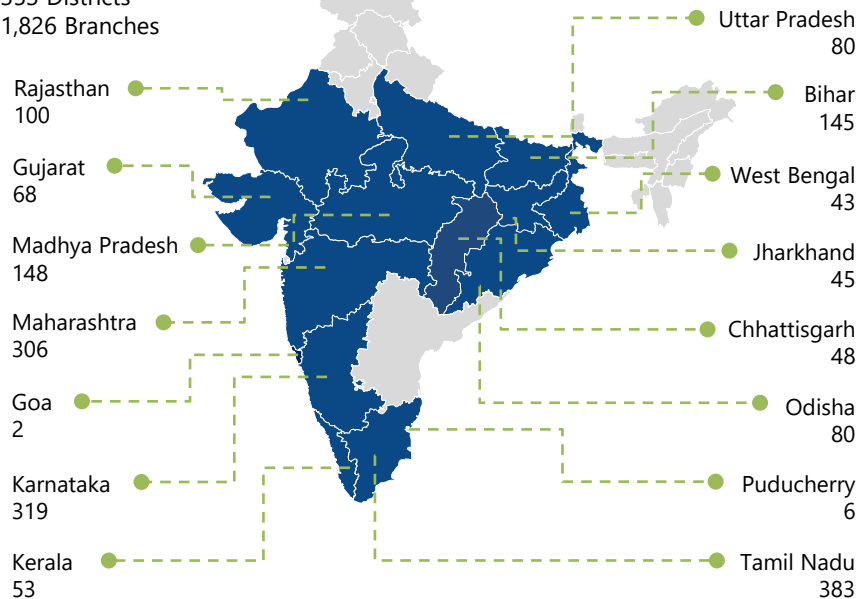 1,826 Branches
Rajasthan
100
Gujarat
68
Madhya Pradesh
148
Maharashtra
306
Goa
2
Karnataka
319
Kerala
53
Uttar Pradesh
80
Bihar
145
West Bengal
43
Jharkhand
45
Chhattisgarh
48
Odisha
80
Puducherry
6
Tamil Nadu
383